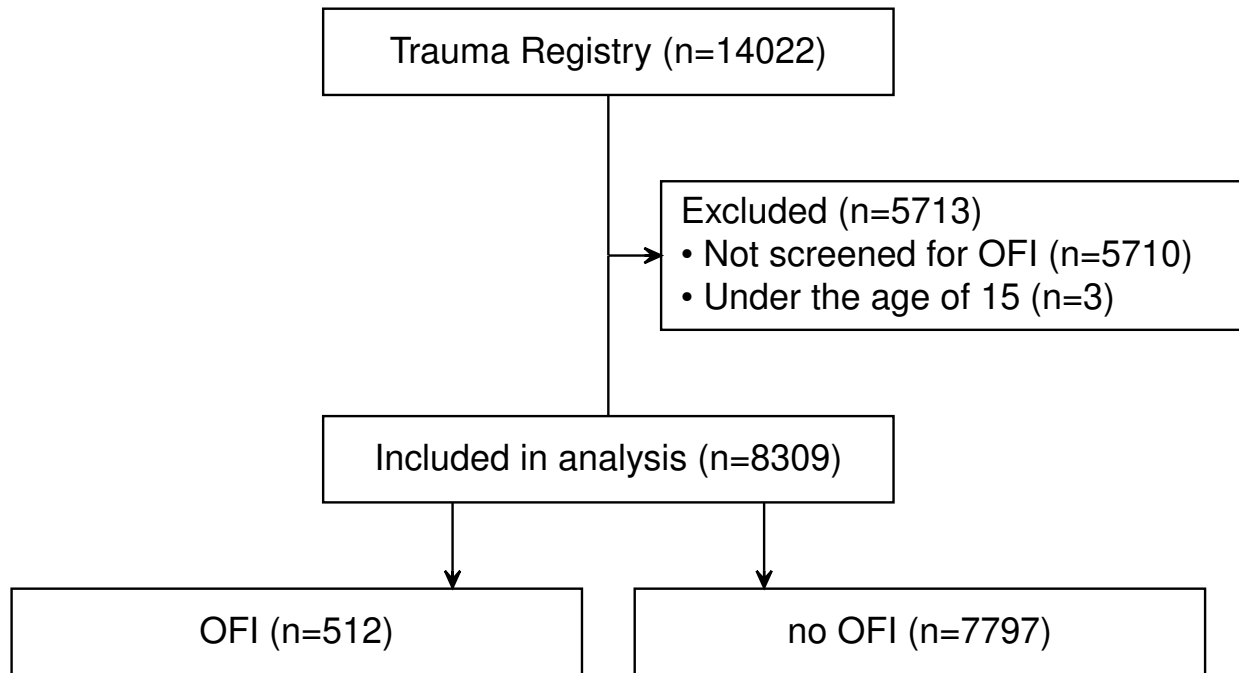 Trauma Registry (n=14022)
Excluded (n=5713)
• Not screened for OFI (n=5710)
• Under the age of 15 (n=3)
Included in analysis (n=8309)
OFI (n=512)
no OFI (n=7797)